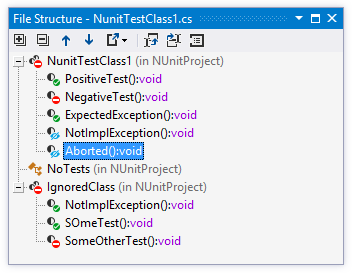 File Structure - NunitTestClass1.cs
NunitTestClass1 (in NUnitProject)
PositiveTest():void
NegativeTest():void
ExpectedException():void
NotImplException():void
Aborted():void
NoTests (in NUnitProject)
IgnoredClass (in NUnitProject)
NotImplException():void
SOmeTest():void
SomeOtherTest():void